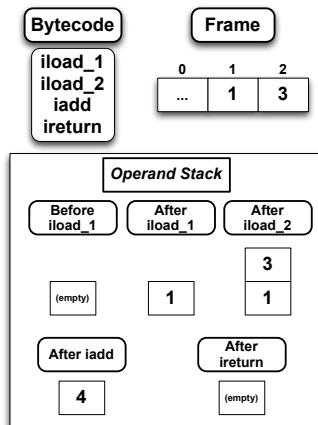 Bytecode
iload_1
iload_2
iadd
ireturn
Frame
0 1 2
... 1 3
Operand Stack
Before
iload_1
After
iload_1
After
iload_2
(empty)
1
3
1
After iadd
After
ireturn
4
(empty)